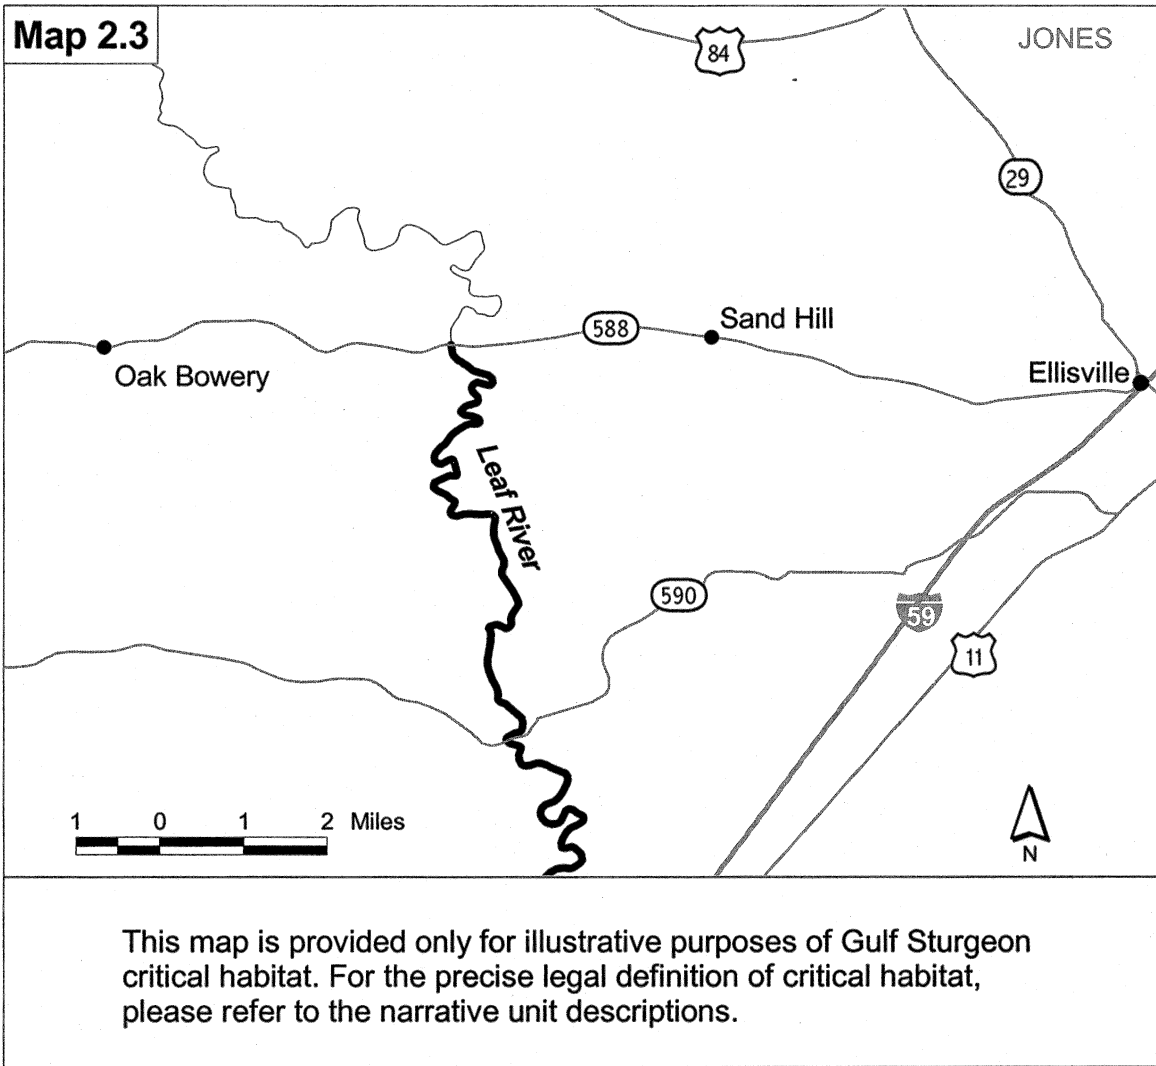 Map 2.3
84
JONES
29
588
Sand Hill
Oak Bowery
Ellisville
Leaf River
590
59
11
1 0 1 2 Miles
N
This map is provided only for illustrative purposes of Gulf Sturgeon
critical habitat. For the precise legal definition of critical habitat,
please refer to the narrative unit descriptions.